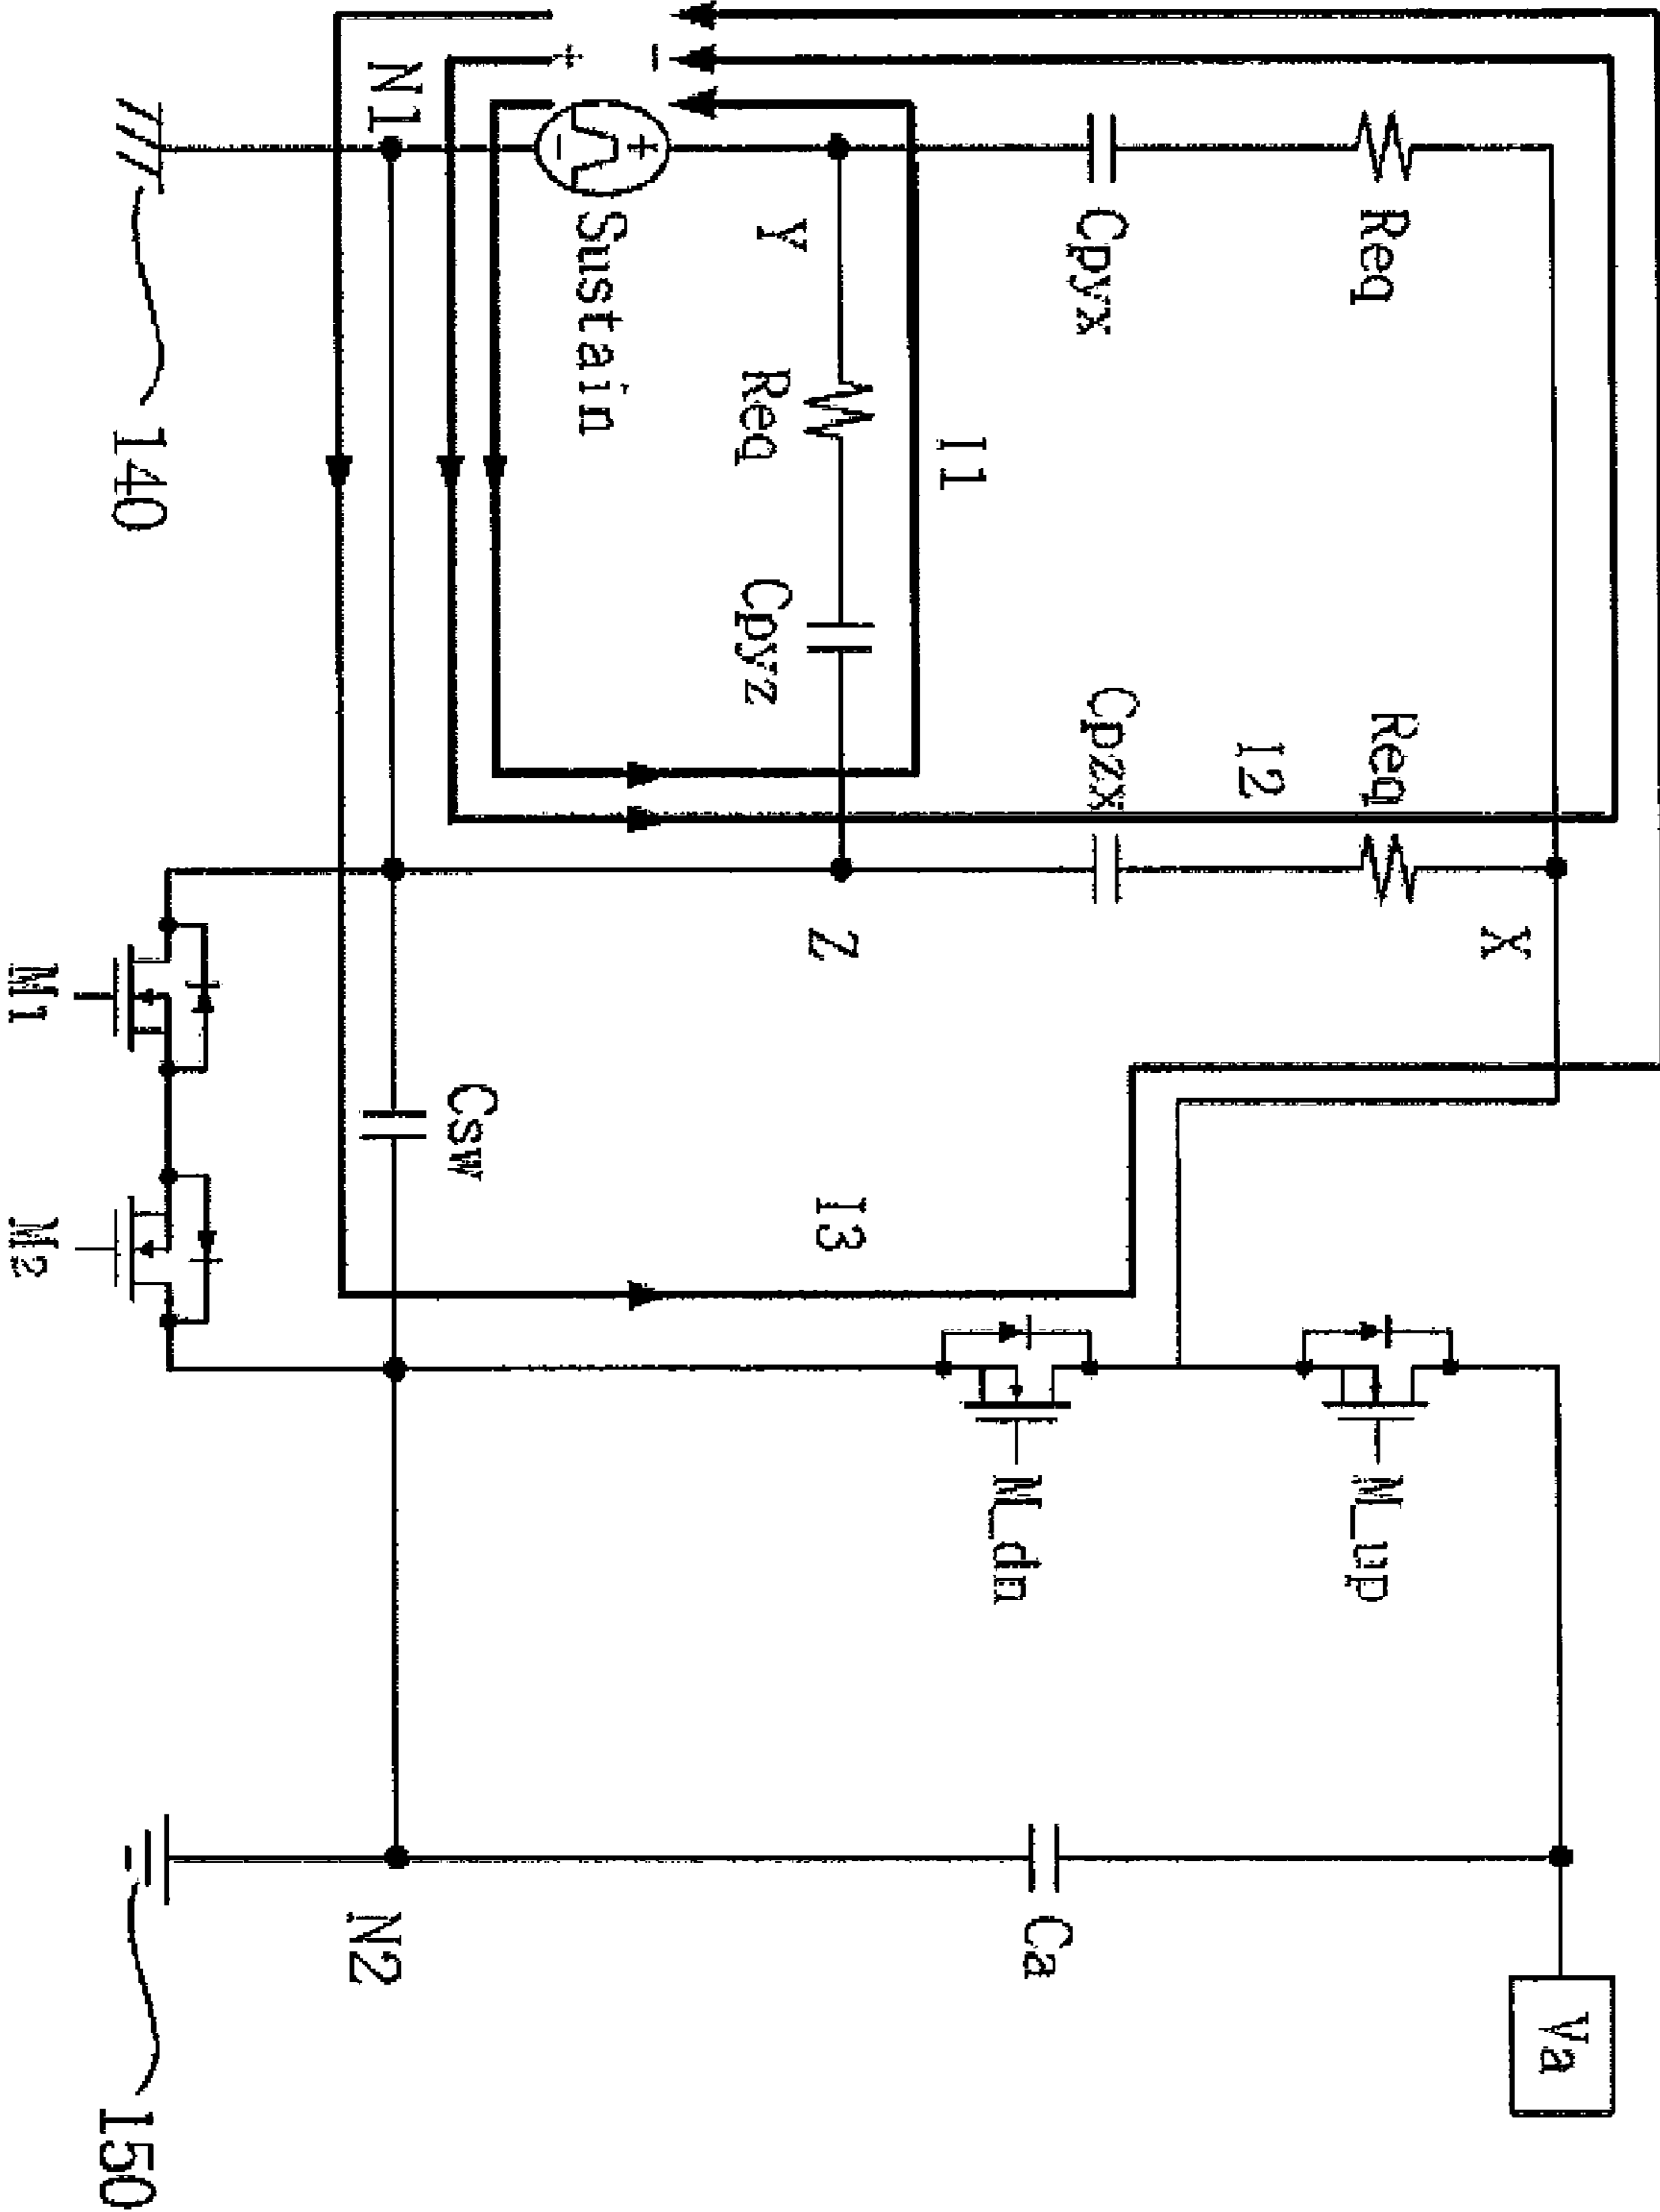 X
Va
Req
Req
M_up
I2
Cpyx
Cpzx
Ca
M_dn
I1
Z
I3
Y
Req
Cpyz
-
+
Sustain
+
-
Csw
N1
N2
140
150
M1
M2